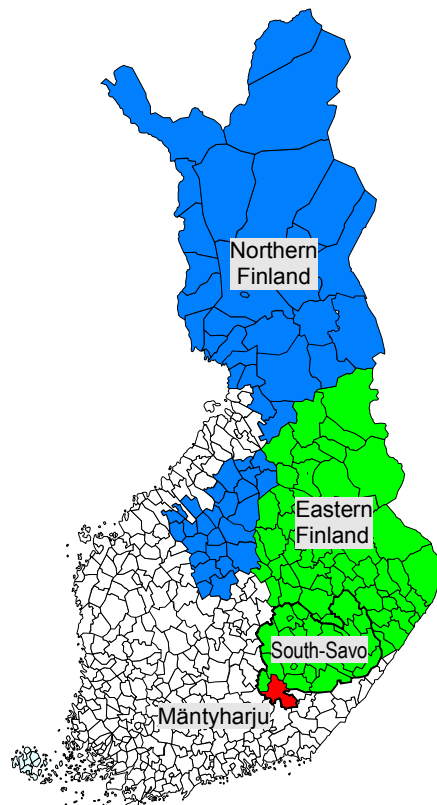 Northern
Finland
Eastern
Finland
South-Savo
Mäntyharju